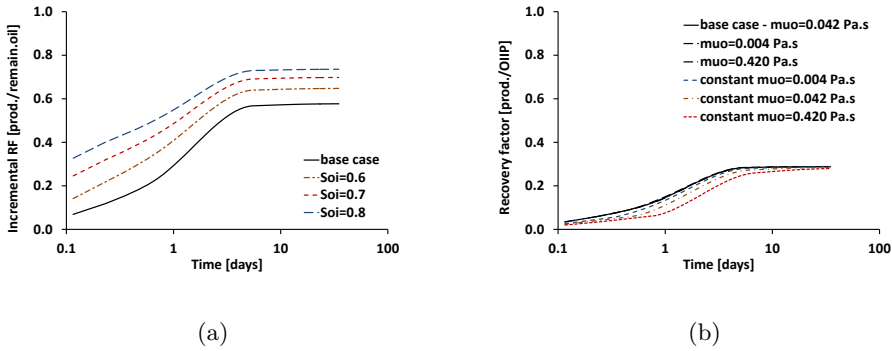 Incremental RF [prod./remain.oil]
1.0
0.8
0.6
0.4
0.2
0.0
0.1
1
10
100
Time [days]
base case
Soi=0.6
Soi=0.7
Soi=0.8
(a)
Recovery factor [prod./OIIP]
1.0
0.8
0.6
0.4
0.2
0.0
0.1
1
10
100
Time [days]
base case - muo=0.042 Pa.s
muo=0.004 Pa.s
muo=0.420 Pa.s
constant muo=0.004 Pa.s
constant muo=0.042 Pa.s
constant muo=0.420 Pa.s
(b)